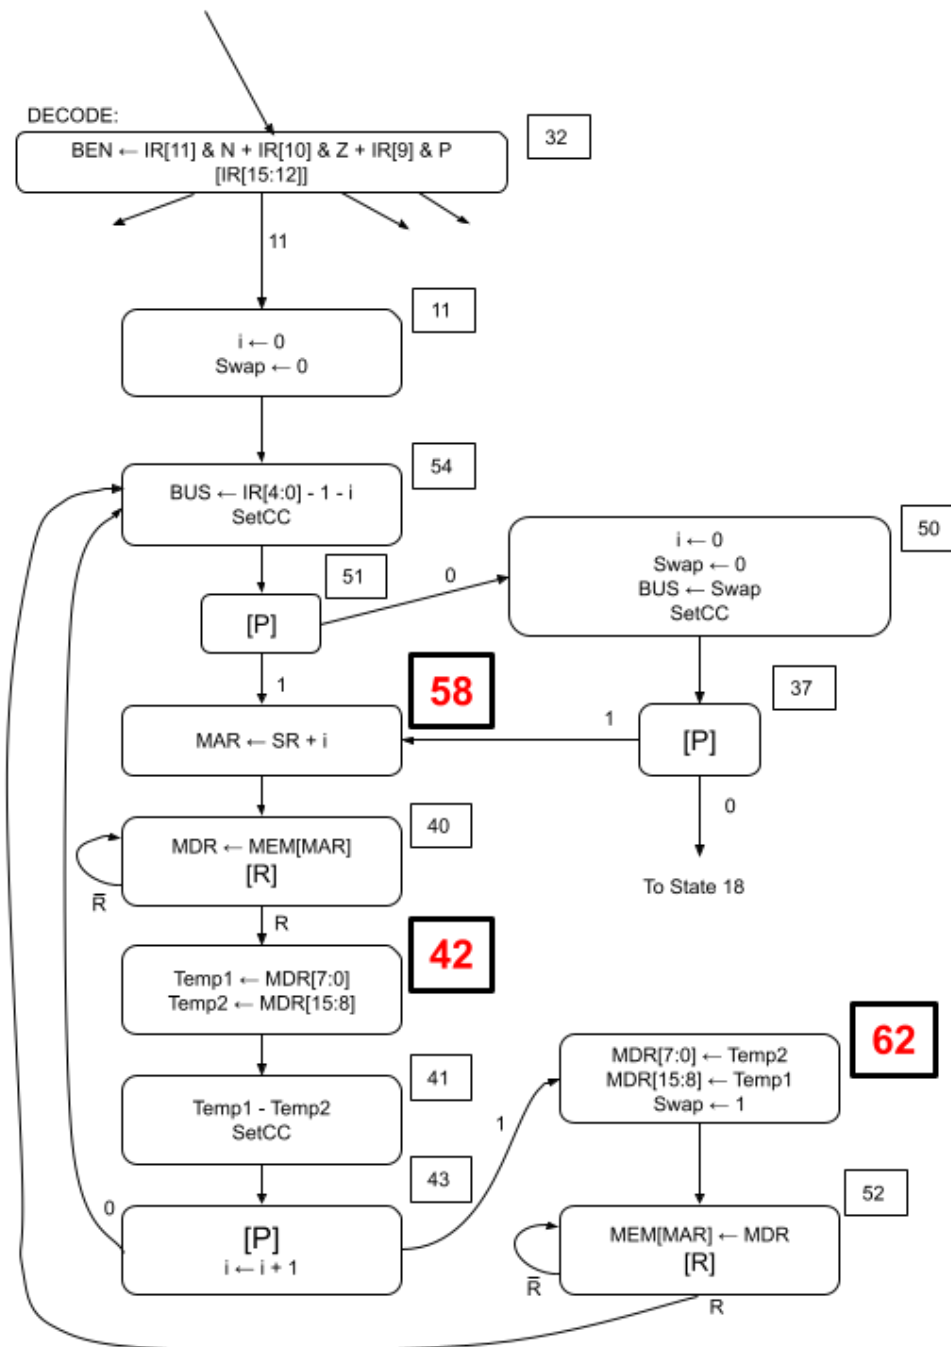 DECODE:
32
BEN ← IR[11] & N + IR[10] & Z + IR[9] & P
[IR[15:12]]
11
11
i ← 0
Swap ← 0
54
BUS ← IR[4:0] - 1 - i
SetCC
50
i ← 0
Swap ← 0
BUS ← Swap
SetCC
51
0
[P]
1
58
37
MAR ← SR + i
1
[P]
0
40
MDR ← MEM[MAR]
[R]
R̅
R
To State 18
42
Temp1 ← MDR[7:0]
Temp2 ← MDR[15:8]
62
MDR[7:0] ← Temp2
MDR[15:8] ← Temp1
Swap ← 1
41
Temp1 - Temp2
SetCC
1
43
0
[P]
i ← i + 1
52
MEM[MAR] ← MDR
[R]
R̅
R